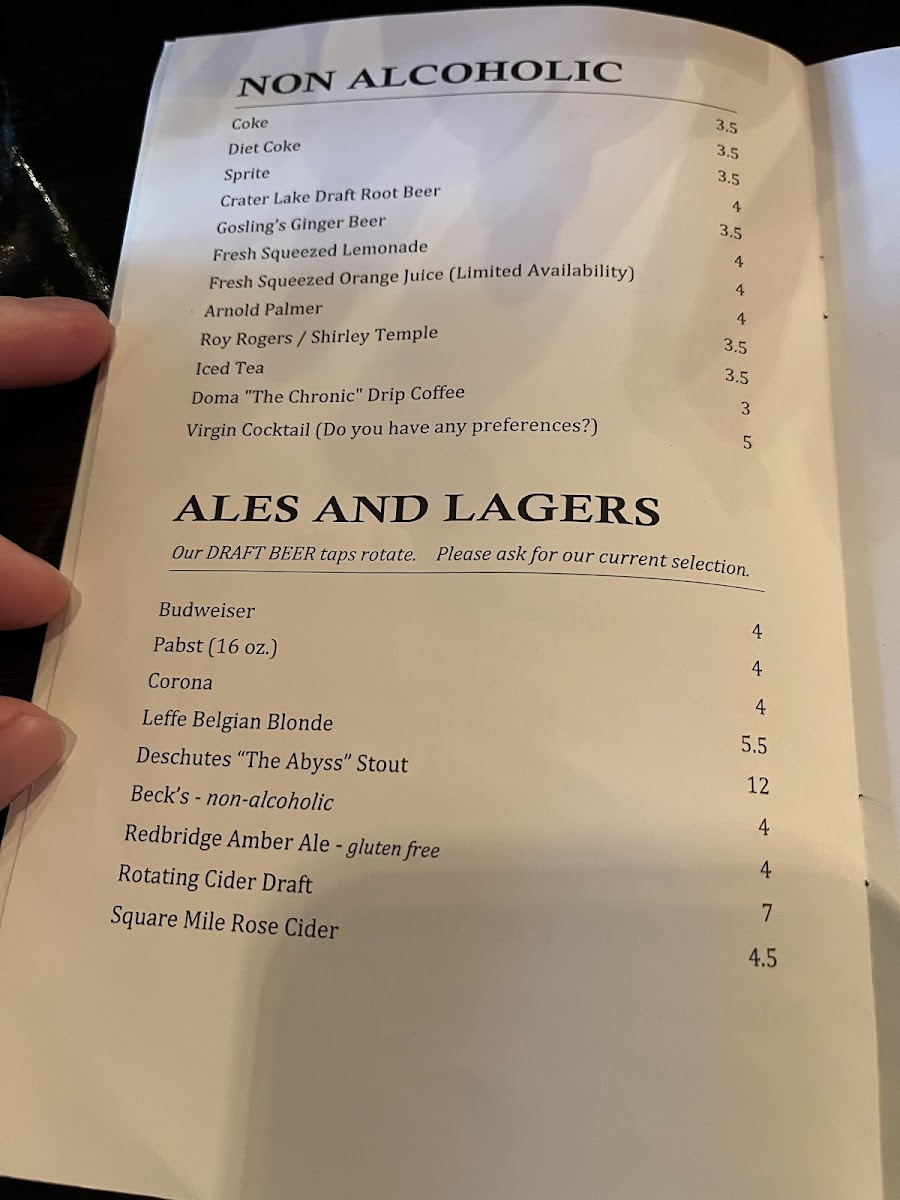 NON ALCOHOLIC
Coke 3.5
Diet Coke 3.5
Sprite 3.5
Crater Lake Draft Root Beer 4
Gosling's Ginger Beer 3.5
Fresh Squeezed Lemonade 4
Fresh Squeezed Orange Juice (Limited Availability) 4
Arnold Palmer 4
Roy Rogers / Shirley Temple 3.5
Iced Tea 3.5
Doma "The Chronic" Drip Coffee 3
Virgin Cocktail (Do you have any preferences?) 5
ALES AND LAGERS
Our DRAFT BEER taps rotate. Please ask for our current selection.
Budweiser 4
Pabst (16 oz.) 4
Corona 4
Leffe Belgian Blonde 5.5
Deschutes “The Abyss” Stout 12
Beck’s - non-alcoholic 4
Redbridge Amber Ale - gluten free 4
Rotating Cider Draft 7
Square Mile Rose Cider 4.5